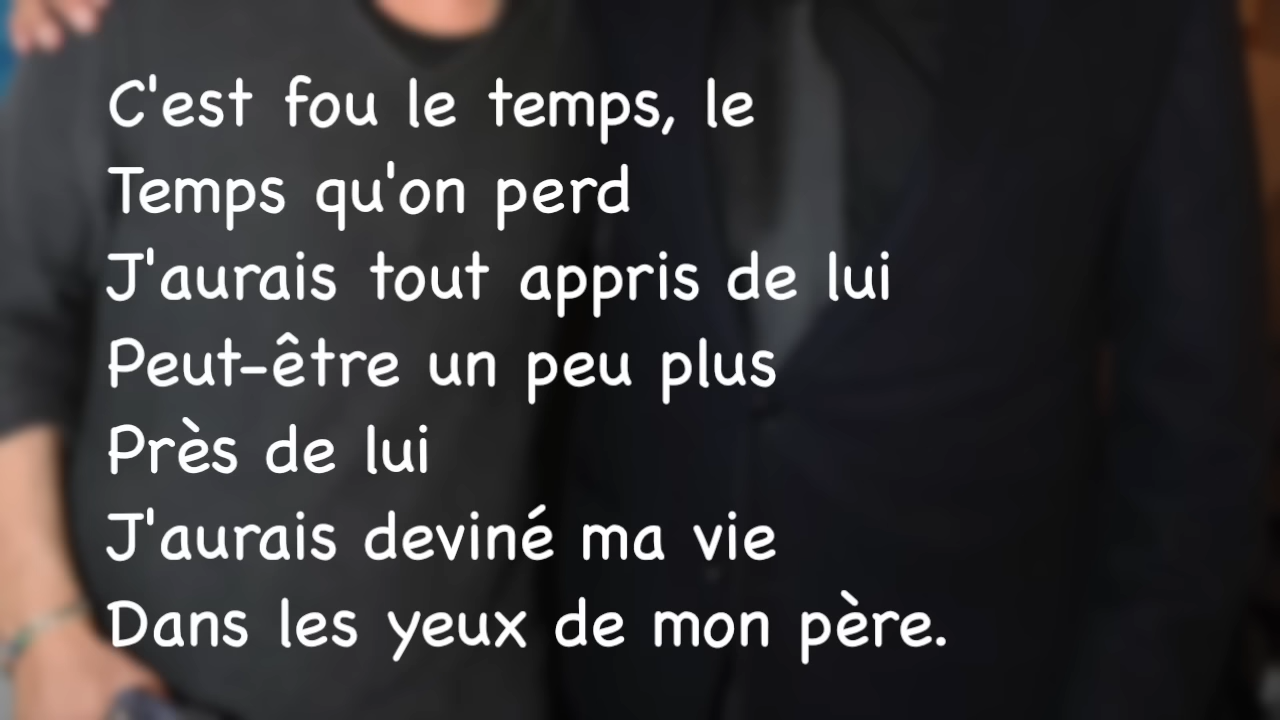 C'est fou le temps, le
Temps qu'on perd
J'aurais tout appris de lui
Peut-être un peu plus
Près de lui
J'aurais deviné ma vie
Dans les yeux de mon père.